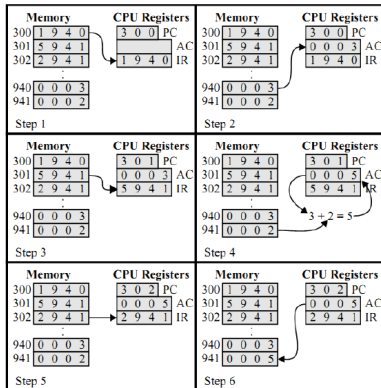 Memory CPU Registers
300 1 9 4 0 3 0 0 PC
301 5 9 4 1 AC
302 2 9 4 1 1 9 4 0 IR
:
940 0 0 0 3
941 0 0 0 2
Step 1
Memory CPU Registers
300 1 9 4 0 3 0 0 PC
301 5 9 4 1 0 0 0 3 AC
302 2 9 4 1 1 9 4 0 IR
:
940 0 0 0 3
941 0 0 0 2
Step 2
Memory CPU Registers
300 1 9 4 0 3 0 1 PC
301 5 9 4 1 0 0 0 3 AC
302 2 9 4 1 5 9 4 1 IR
:
940 0 0 0 3
941 0 0 0 2
Step 3
Memory CPU Registers
300 1 9 4 0 3 0 1 PC
301 5 9 4 1 0 0 0 5 AC
302 2 9 4 1 5 9 4 1 IR
:
940 0 0 0 3 3 + 2 = 5
941 0 0 0 2
Step 4
Memory CPU Registers
300 1 9 4 0 3 0 2 PC
301 5 9 4 1 0 0 0 5 AC
302 2 9 4 1 2 9 4 1 IR
:
940 0 0 0 3
941 0 0 0 2
Step 5
Memory CPU Registers
300 1 9 4 0 3 0 2 PC
301 5 9 4 1 0 0 0 5 AC
302 2 9 4 1 2 9 4 1 IR
:
940 0 0 0 3
941 0 0 0 5
Step 6